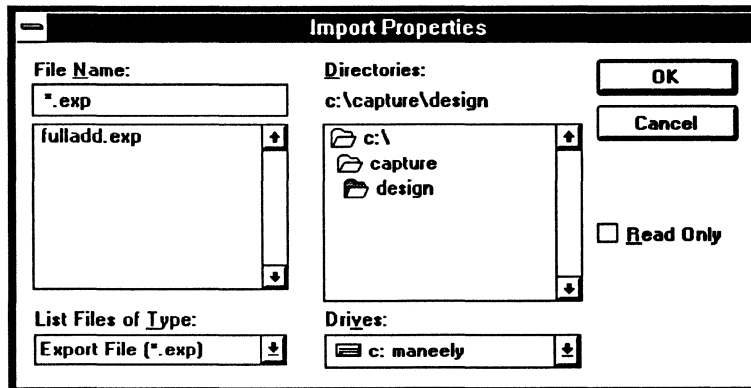 Import Properties
File Name:
*.exp
fulladd.exp
List Files of Type:
Export File (*.exp)
Directories:
c:\capture\design
c:\
capture
design
Drives:
c: maneely
OK
Cancel
Read Only